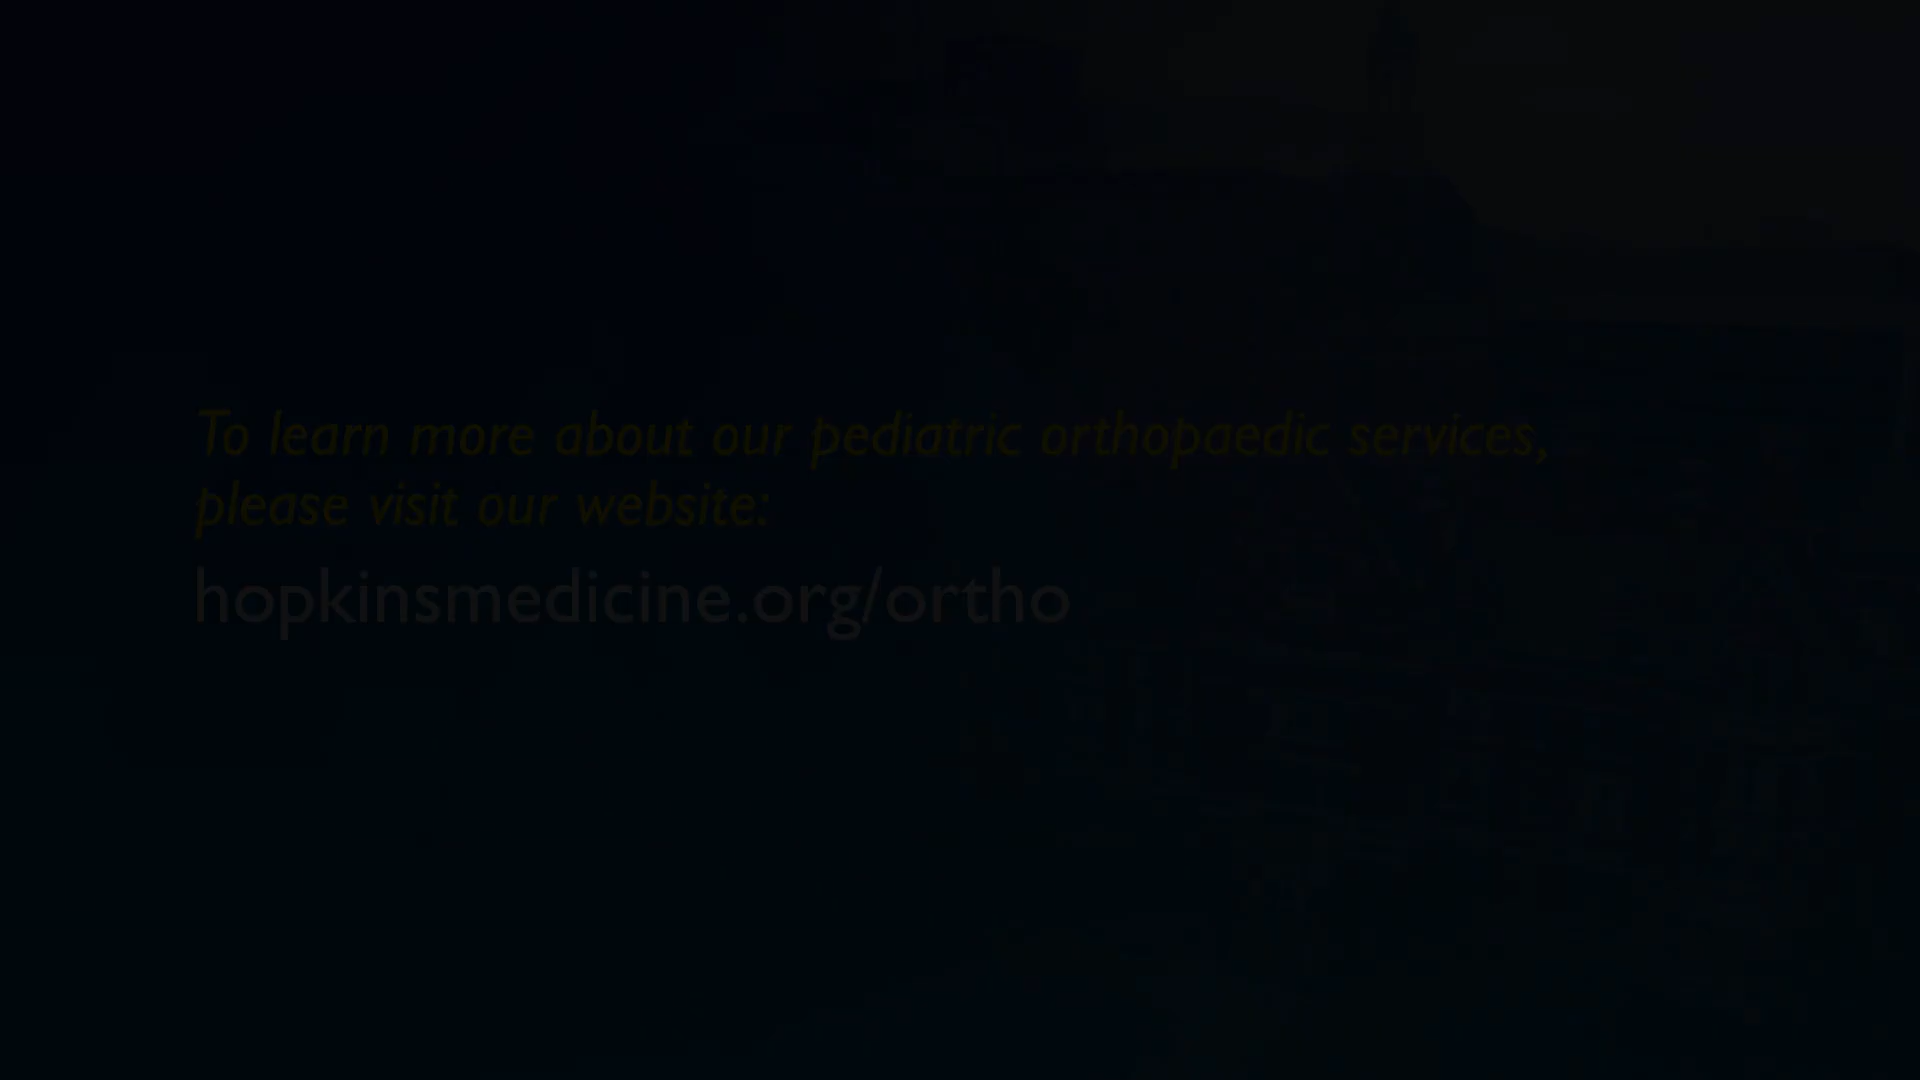 To learn more about our pediatric orthopaedic services,
please visit our website:
hopkinsmedicine.org/ortho